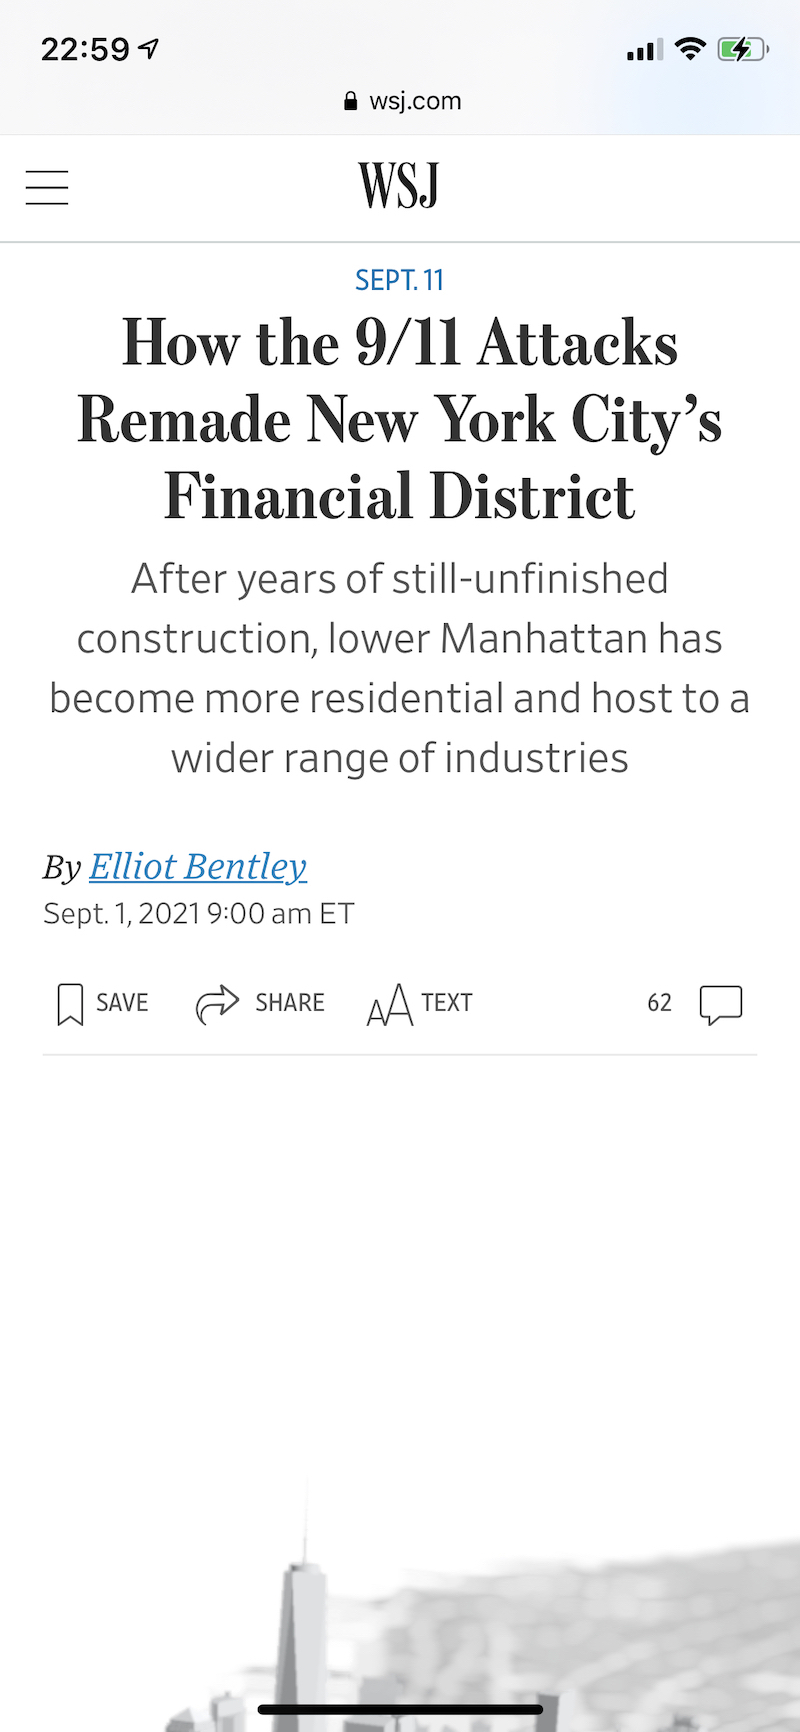 22:59
wsj.com
WSJ
SEPT. 11
How the 9/11 Attacks
Remade New York City’s
Financial District
After years of still-unfinished
construction, lower Manhattan has
become more residential and host to a
wider range of industries
By Elliot Bentley
Sept. 1, 2021 9:00 am ET
SAVE SHARE AA TEXT 62